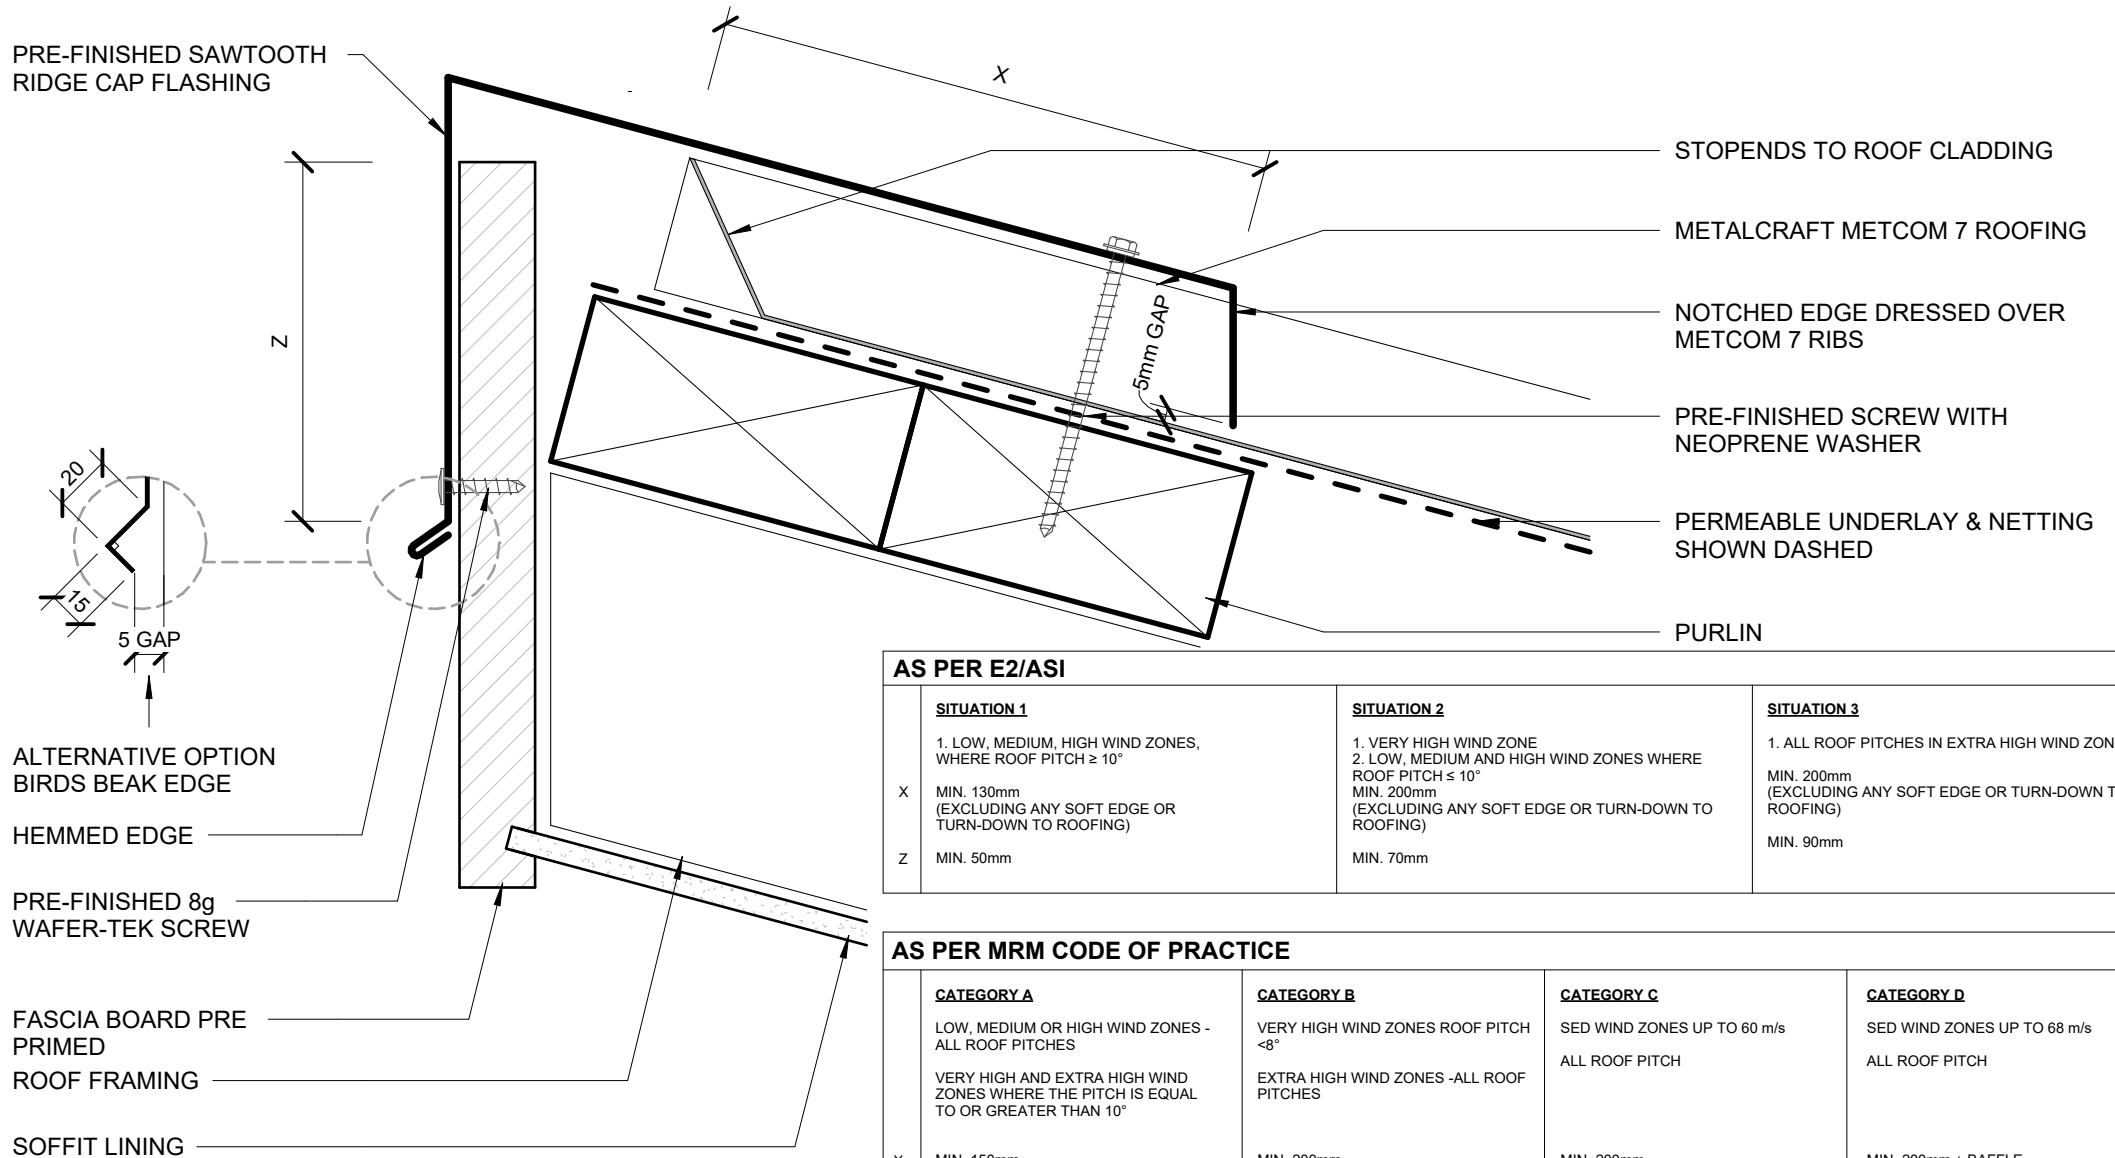 PRE-FINISHED SAWTOOTH
RIDGE CAP FLASHING
X
STOPENDS TO ROOF CLADDING
METALCRAFT METCOM 7 ROOFING
NOTCHED EDGE DRESSED OVER
METCOM 7 RIBS
5mm GAP
PRE-FINISHED SCREW WITH
NEOPRENE WASHER
PERMEABLE UNDERLAY & NETTING
SHOWN DASHED
PURLIN
Z
20
15
5 GAP
ALTERNATIVE OPTION
BIRDS BEAK EDGE
HEMMED EDGE
PRE-FINISHED 8g
WAFER-TEK SCREW
FASCIA BOARD PRE
PRIMED
ROOF FRAMING
SOFFIT LINING
AS PER E2/ASI
SITUATION 1
1. LOW, MEDIUM, HIGH WIND ZONES,
WHERE ROOF PITCH ≥ 10°
X
MIN. 130mm
(EXCLUDING ANY SOFT EDGE OR
TURN-DOWN TO ROOFING)
Z
MIN. 50mm
SITUATION 2
1. VERY HIGH WIND ZONE
2. LOW, MEDIUM AND HIGH WIND ZONES WHERE
ROOF PITCH ≤ 10°
MIN. 200mm
(EXCLUDING ANY SOFT EDGE OR TURN-DOWN TO
ROOFING)
MIN. 70mm
SITUATION 3
1. ALL ROOF PITCHES IN EXTRA HIGH WIND ZON
MIN. 200mm
(EXCLUDING ANY SOFT EDGE OR TURN-DOWN T
ROOFING)
MIN. 90mm
AS PER MRM CODE OF PRACTICE
CATEGORY A
LOW, MEDIUM OR HIGH WIND ZONES -
ALL ROOF PITCHES
VERY HIGH AND EXTRA HIGH WIND
ZONES WHERE THE PITCH IS EQUAL
TO OR GREATER THAN 10°
CATEGORY B
VERY HIGH WIND ZONES ROOF PITCH
<8°
EXTRA HIGH WIND ZONES -ALL ROOF
PITCHES
CATEGORY C
SED WIND ZONES UP TO 60 m/s
ALL ROOF PITCH
CATEGORY D
SED WIND ZONES UP TO 68 m/s
ALL ROOF PITCH